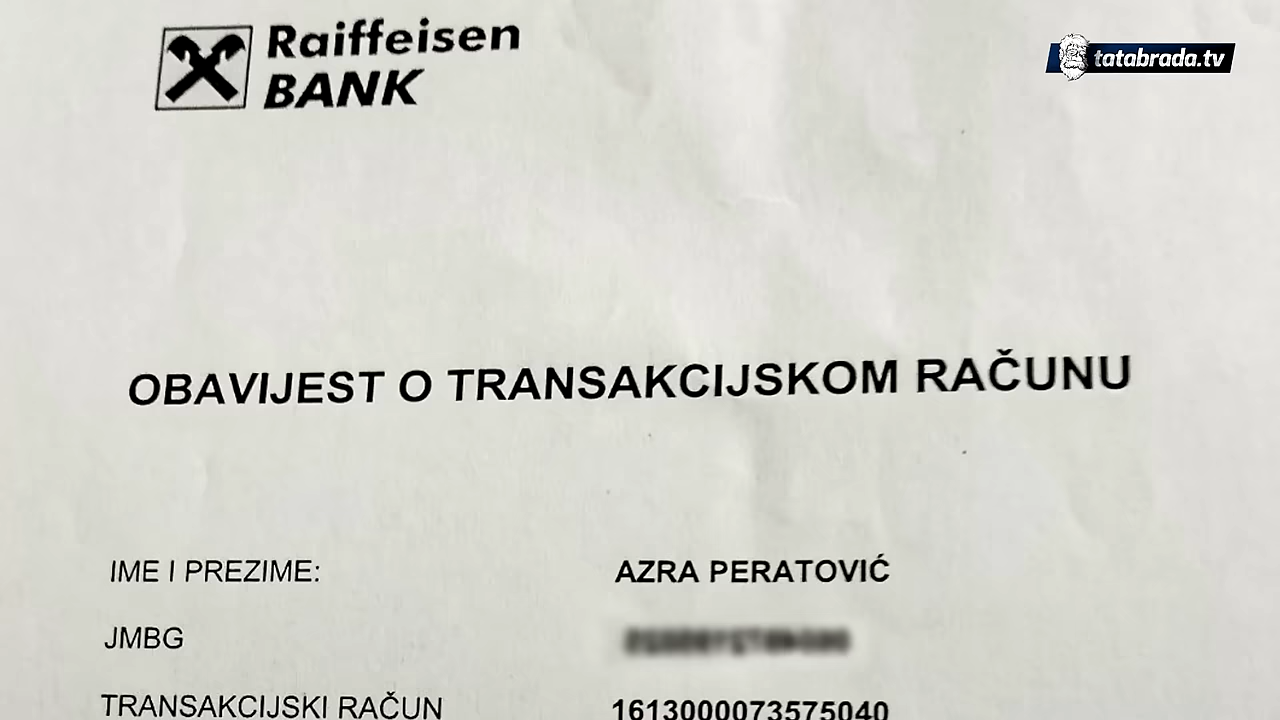 Raiffeisen
BANK
tatabrada.tv
OBAVIJEST O TRANSAKCIJSKOM RAČUNU
IME I PREZIME: AZRA PERATOVIĆ
JMBG
TRANSAKCIJSKI RAČUN 1613000073575040